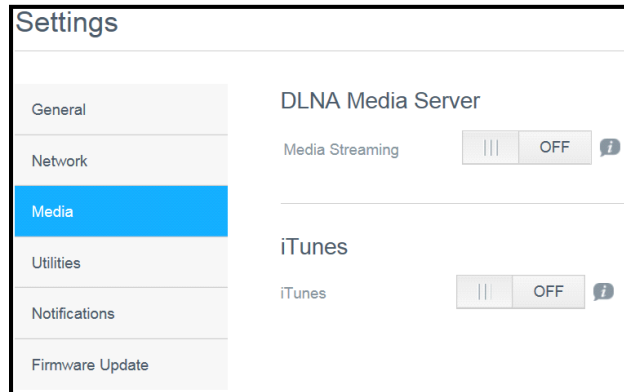 Settings
General
Network
Media
Utilities
Notifications
Firmware Update
DLNA Media Server
Media Streaming
OFF
i
iTunes
iTunes
OFF
i